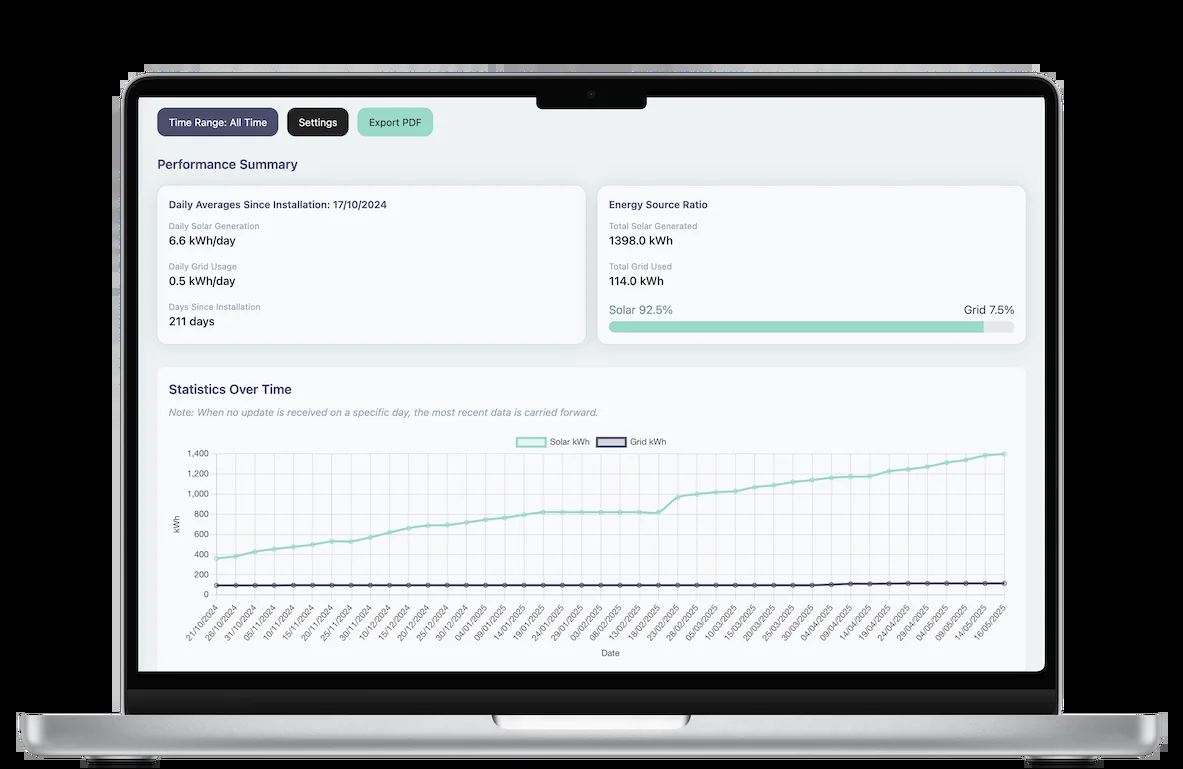 Time Range: All Time
Settings
Export PDF
Performance Summary
Daily Averages Since Installation: 17/10/2024
Daily Solar Generation
6.6 kWh/day
Daily Grid Usage
0.5 kWh/day
Days Since Installation
211 days
Energy Source Ratio
Total Solar Generated
1398.0 kWh
Total Grid Used
114.0 kWh
Solar 92.5%
Grid 7.5%
Statistics Over Time
Note: When no update is received on a specific day, the most recent data is carried forward.
Solar kWh
Grid kWh
1,400
1,200
1,000
800
600
400
200
0
kWh
21/10/2024
26/10/2024
31/10/2024
05/11/2024
10/11/2024
15/11/2024
20/11/2024
25/11/2024
30/11/2024
10/12/2024
15/12/2024
20/12/2024
25/12/2024
30/12/2024
04/01/2025
09/01/2025
14/01/2025
19/01/2025
24/01/2025
29/01/2025
03/02/2025
08/02/2025
13/02/2025
18/02/2025
23/02/2025
28/02/2025
05/03/2025
10/03/2025
15/03/2025
20/03/2025
25/03/2025
30/03/2025
04/04/2025
09/04/2025
14/04/2025
19/04/2025
24/04/2025
29/04/2025
04/05/2025
09/05/2025
14/05/2025
16/05/2025
Date